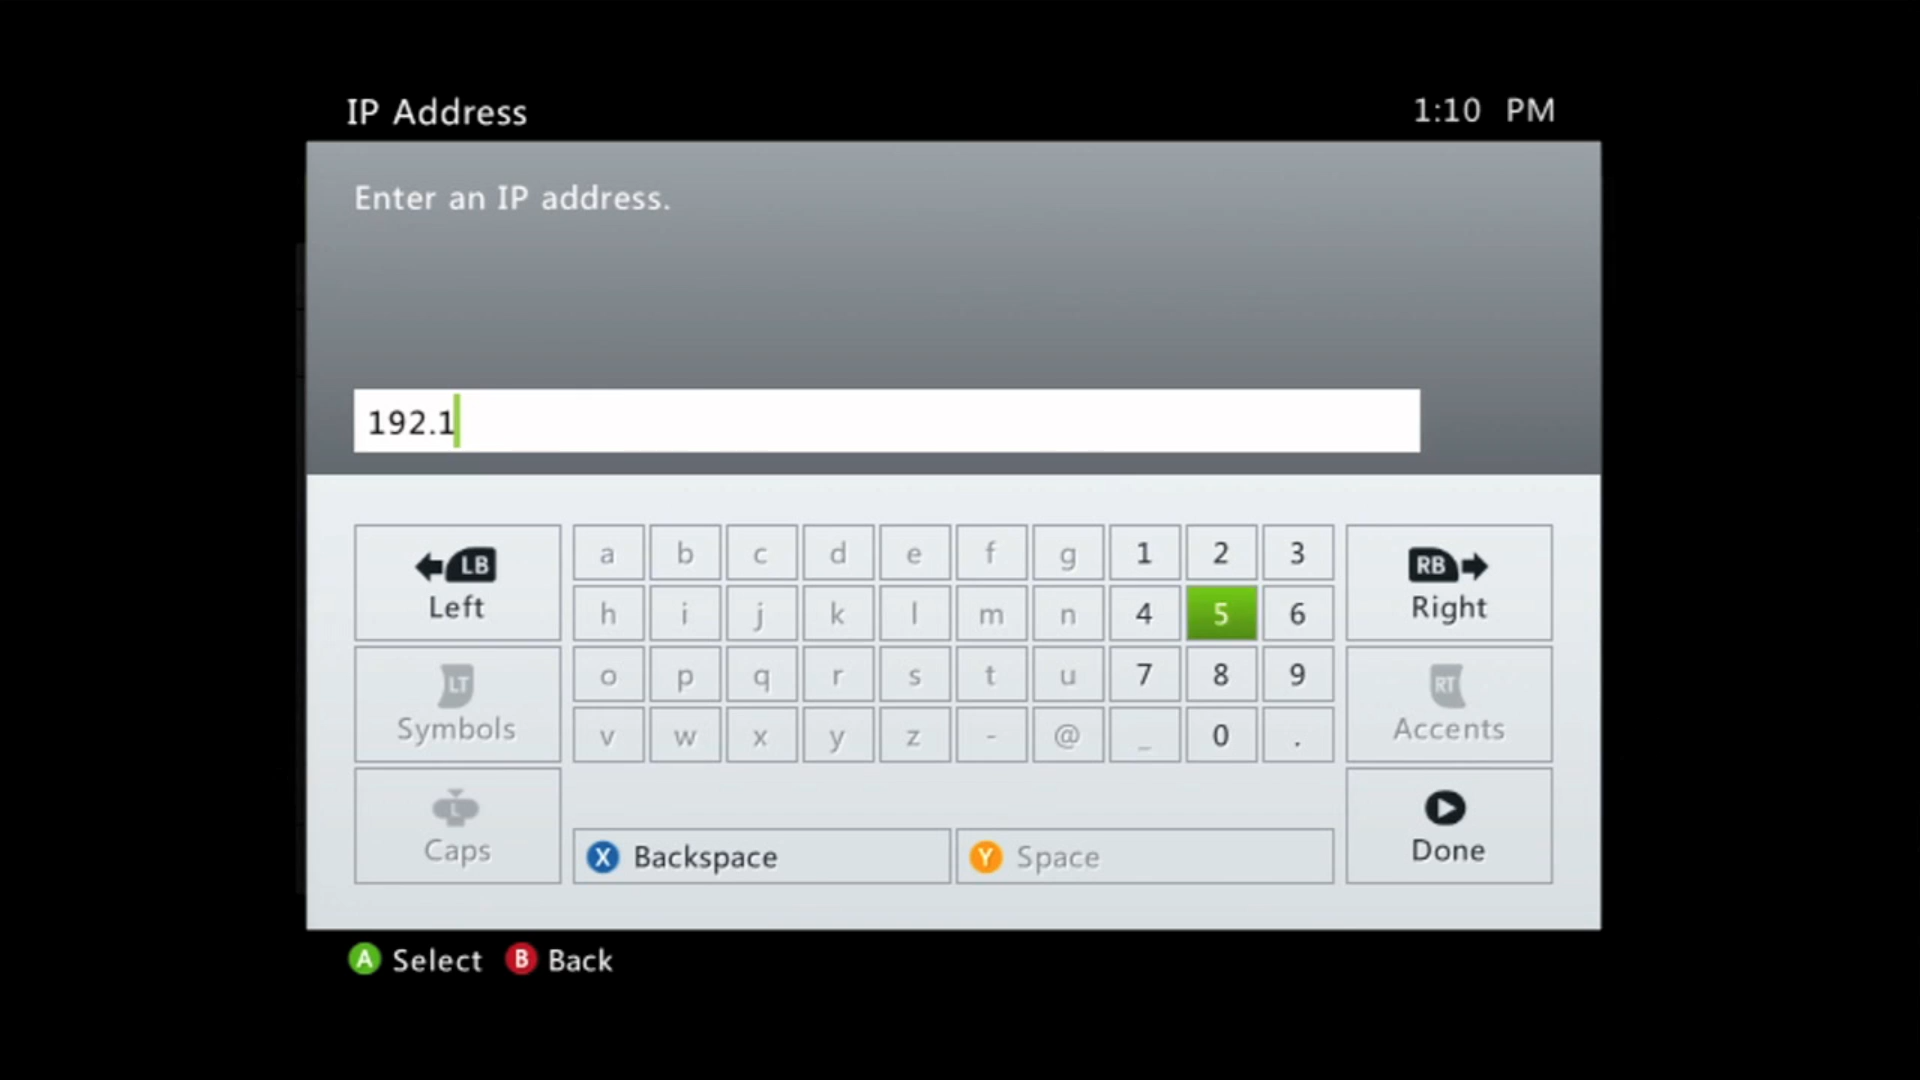 IP Address
1:10 PM
Enter an IP address.
192.1
LB
Left
a b c d e f g 1 2 3
RB
Right
h i j k l m n 4 5 6
LT
Symbols
o p q r s t u 7 8 9
RT
Accents
v w x y z - @ _ 0 .
L
Caps
X Backspace
Y Space
Done
A Select B Back